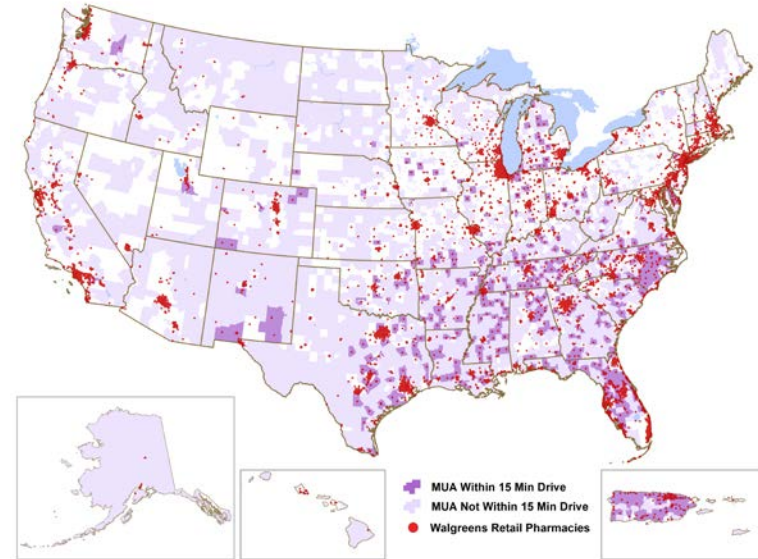 MUA Within 15 Min Drive
MUA Not Within 15 Min Drive
Walgreens Retail Pharmacies